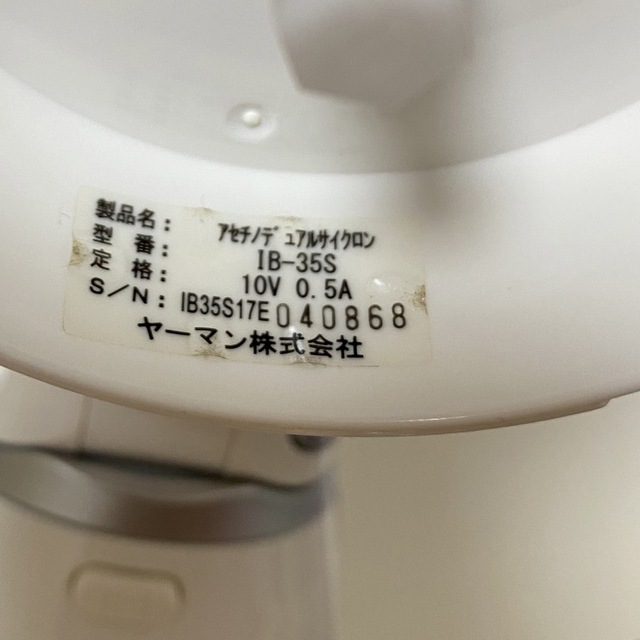 製品名： アセチノデュアルサイクロン
型　番： IB-35S
定　格： 10V 0.5A
S／N： IB35S17E040868
ヤーマン株式会社